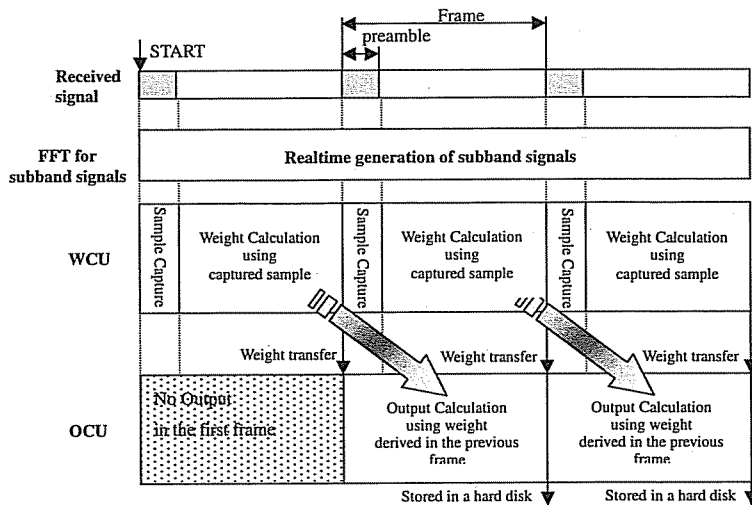 Frame
preamble
START
Received
signal
FFT for
subband signals
Realtime generation of subband signals
WCU
Sample Capture
Weight Calculation
using
captured sample
Sample Capture
Weight Calculation
using
captured sample
Sample Capture
Weight Calculation
using
captured sample
Weight transfer
Weight transfer
Weight transfer
OCU
No Output
in the first frame
Output Calculation
using weight
derived in the previous
frame
Output Calculation
using weight
derived in the previous
frame
Stored in a hard disk
Stored in a hard disk